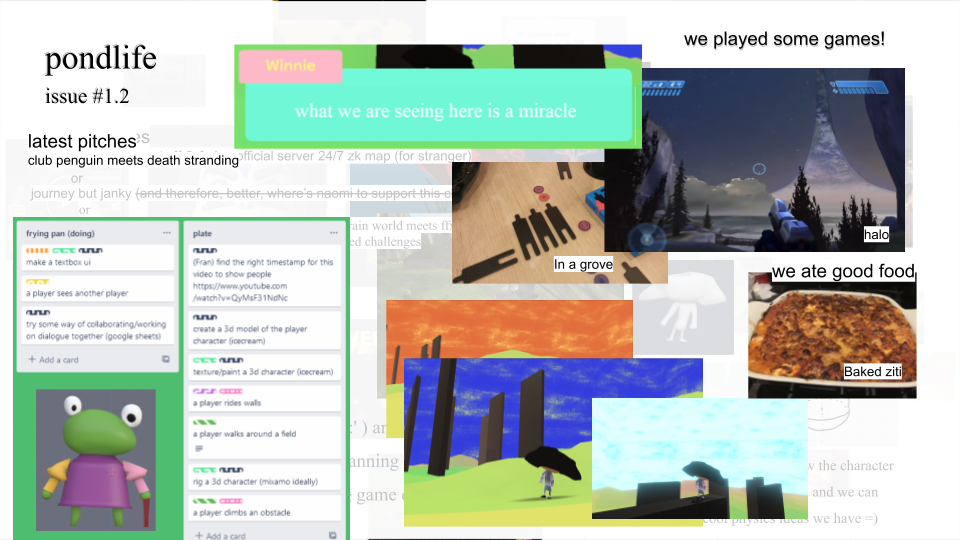 pondlife
issue #1.2
Winnie
what we are seeing here is a miracle
we played some games!
latest pitches
es
club penguin meets death stranding
official server 24/7 zk map (for stranger)
or
journey but janky (and therefore, better, where's naomi to support this c
or
rain world meets ff
ed challenges
frying pan (doing)
make a textbox ui
a player sees another player
try some way of collaborating/working
on dialogue together (google sheets)
+ Add a card
plate
(Fran) find the right timestamp for this
video to show people
https://www.youtube.com
/watch?v=QyMsF31NdNc
create a 3d model of the player
character (icecream)
texture/paint a 3d character (icecream)
a player rides walls
a player walks around a field
rig a 3d character (mixamo ideally)
a player climbs an obstacle
+ Add a card
halo
In a grove
we ate good food
Baked ziti
' ) an
anning
e game
w the character
and we can
cool physics ideas we have =)